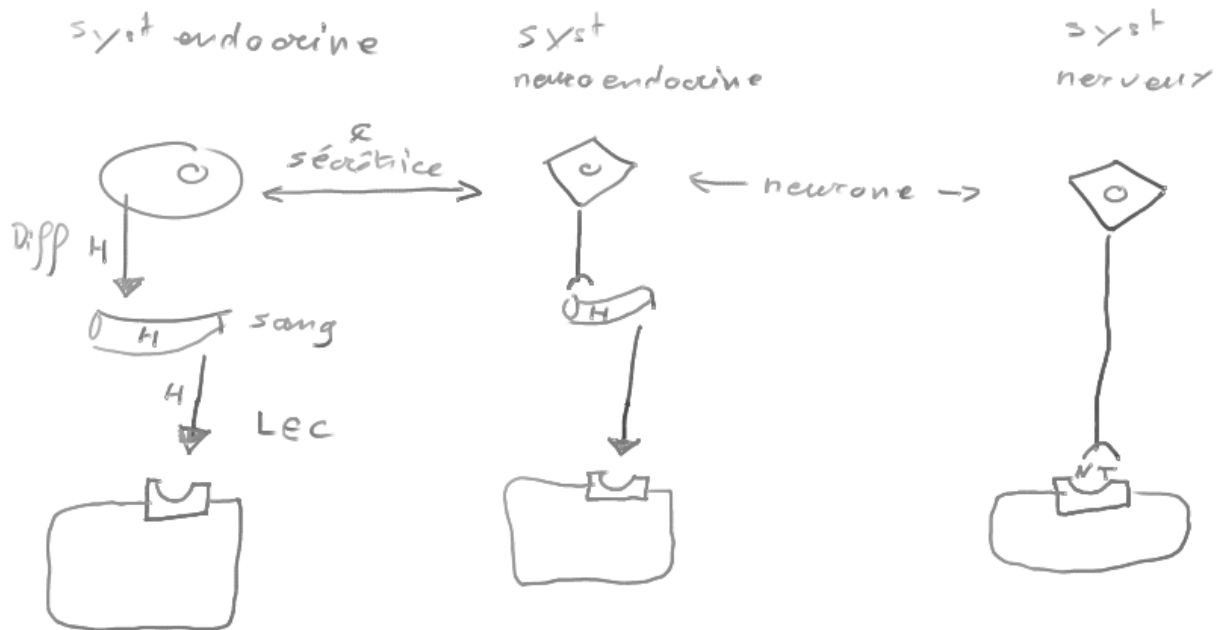 syst endocrine
syst
neuro endocrine
syst
nerveux
sécrétrice
neurone
Diff H
H
sang
H
LEC
H
NT